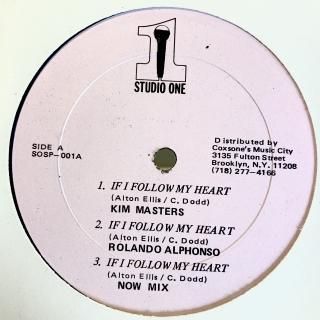 1
STUDIO ONE
SIDE A
SOSP-001A
Distributed by
Coxsone's Music City
3135 Fulton Street
Brooklyn, N.Y. 11208
(718) 277-4166
1. IF I FOLLOW MY HEART
(Alton Ellis / C. Dodd)
KIM MASTERS
2. IF I FOLLOW MY HEART
(Alton Ellis / C. Dodd)
ROLANDO ALPHONSO
3. IF I FOLLOW MY HEART
(Alton Ellis / C. Dodd)
NOW MIX